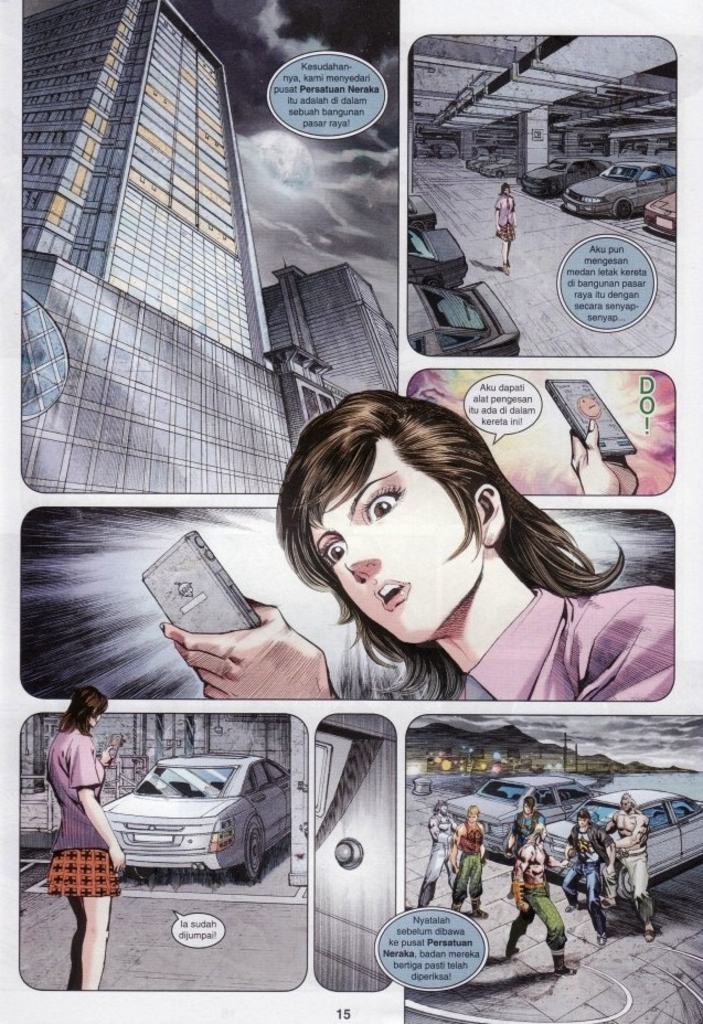 Kesudahan-
nya, kami menyedari
pusat Persatuan Neraka
itu adalah di dalam
sebuah bangunan
pasar raya!
Aku pun
mengesan
medan letak kereta
di bangunan pasar
raya itu dengan
secara senyap-
senyap...
Aku dapati
alat pengesan
itu ada di dalam
kereta ini!
DO!
Ia sudah
dijumpai!
Nyatalah
sebelum dibawa
ke pusat Persatuan
Neraka, badan mereka
bertiga pasti telah
diperiksa!
15